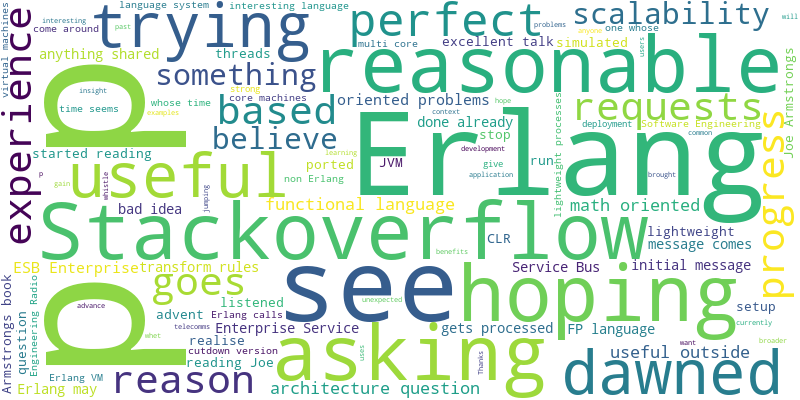 language system
interesting language
trying
perfect
scalability
interesting
past
problems
will
come around
multi core
excellent talk
simulated
one whose
anyone
virtual machines
experience
anything shared
threads
reasonable
users
insight
something
strong
core machines
oriented problems
requests
time seems
whose time
based
context
examples
done already
deployment
Software Engineering
Joe Armstrongs
q
believe
hope
stop
development
common
started reading
ported
JVM
give
run
progress
learning
Erlang
lightweight processes
useful
non Erlang
application
brought
p
gain
whistle
jumping
bad idea
functional language
math oriented
Stackoverflow
CLR
lightweight
message comes
benefits
ESB Enterprise
transform rules
see
Service Bus
initial message
Armstrongs book
question
Engineering Radio
q
goes
hoping
advance
listened
unexpected
setup
advent
Erlang calls
telecomms
Enterprise Service
gets processed
FP language
currently
whet
realise
cutdown version
asking
want
broader
reading Joe
uses
Thanks
useful outside
Erlang VM
Erlang may
reason
architecture question
dawned